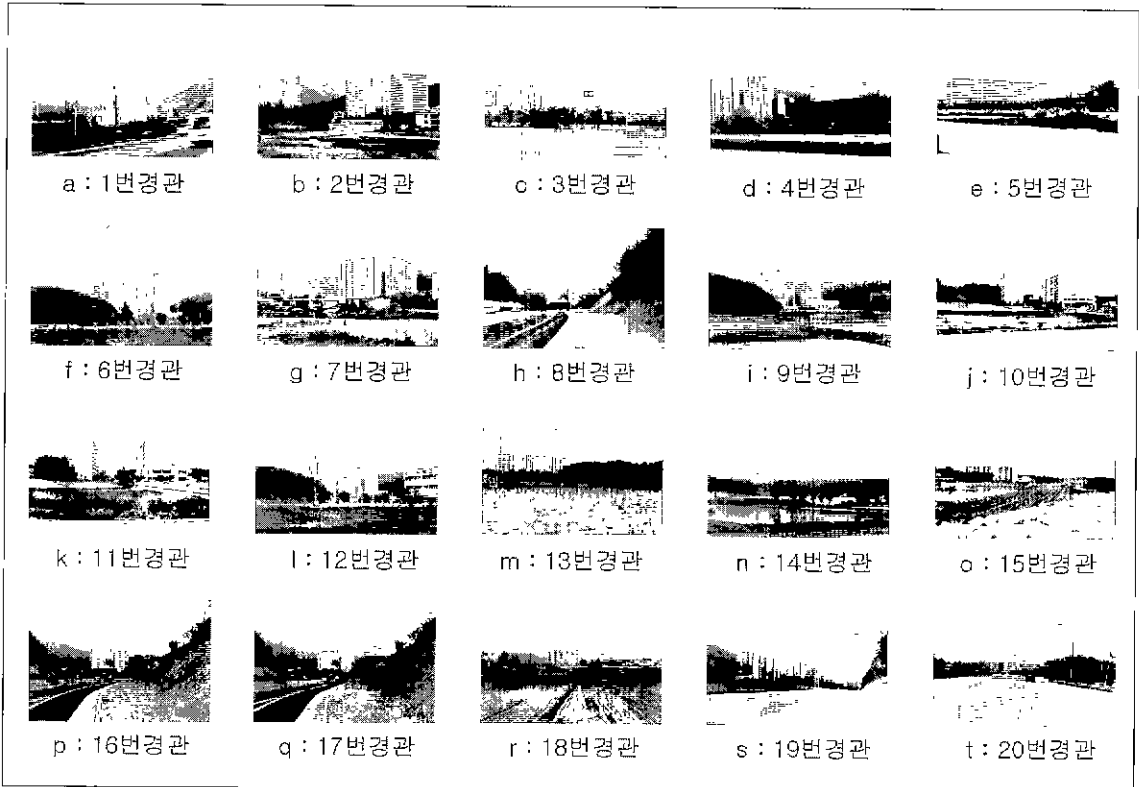 a : 1번경관
b : 2번경관
c : 3번경관
d : 4번경관
e : 5번경관
f : 6번경관
g : 7번경관
h : 8번경관
i : 9번경관
j : 10번경관
k : 11번경관
l : 12번경관
m : 13번경관
n : 14번경관
o : 15번경관
p : 16번경관
q : 17번경관
r : 18번경관
s : 19번경관
t : 20번경관